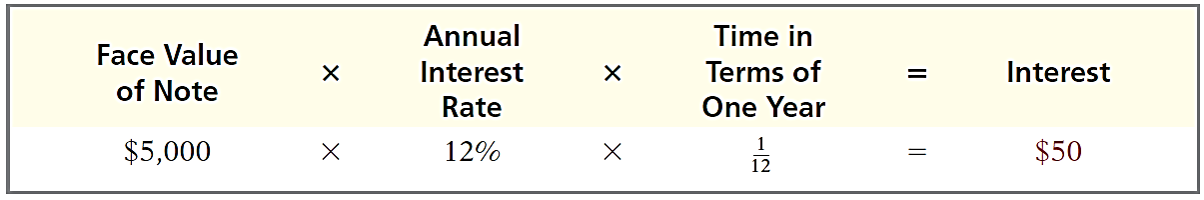 Face Value
of Note
×
Annual
Interest
Rate
×
Time in
Terms of
One Year
=
Interest
$5,000 × 12% × 1/12 = $50